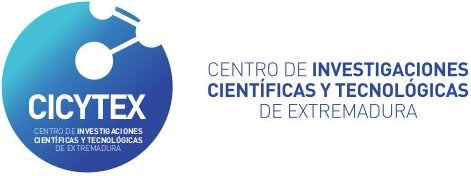 CICYTEX
CENTRO DE INVESTIGACIONES
CIENTÍFICAS Y TECNOLÓGICAS
DE EXTREMADURA
CENTRO DE INVESTIGACIONES
CIENTÍFICAS Y TECNOLÓGICAS
DE EXTREMADURA